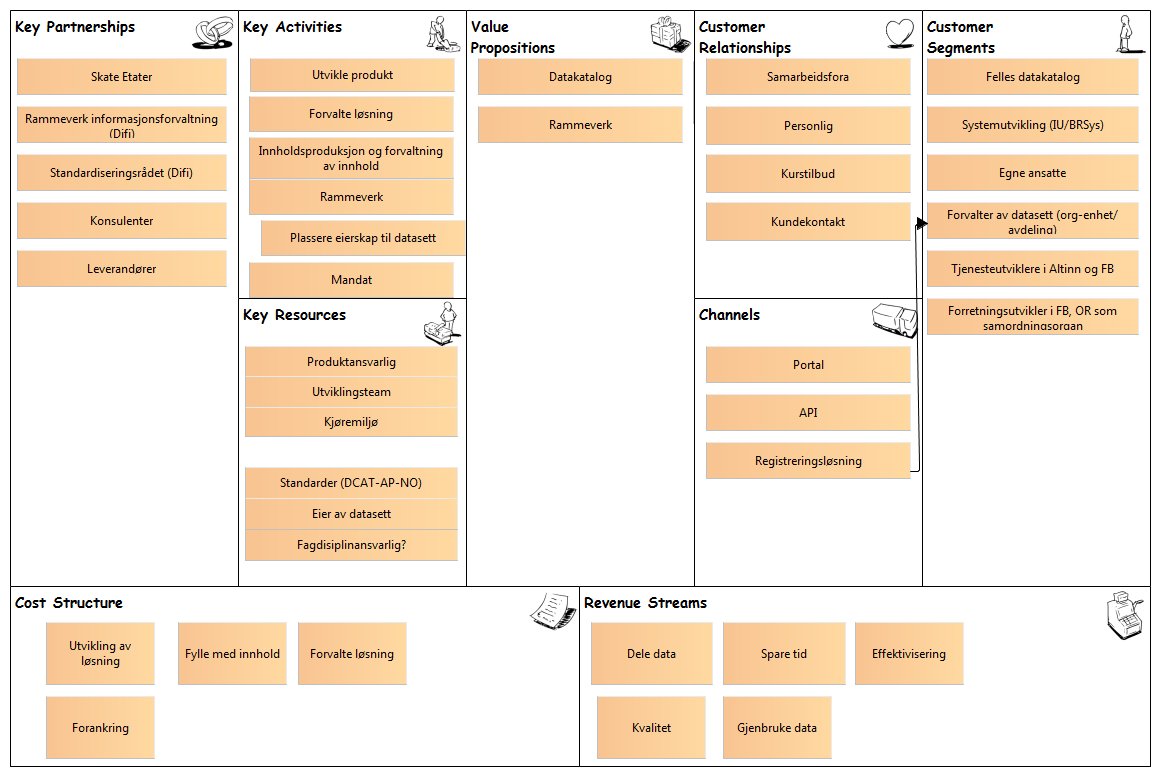 Key Partnerships
Skate Etater
Rammeverk informasjonsforvaltning
(Difi)
Standardiseringsrådet (Difi)
Konsulenter
Leverandører
Key Activities
Utvikle produkt
Forvalte løsning
Innholdsproduksjon og forvaltning
av innhold
Rammeverk
Plassere eierskap til datasett
Mandat
Key Resources
Produktansvarlig
Utviklingsteam
Kjøremiljø
Standarder (DCAT-AP-NO)
Eier av datasett
Fagdisiplinansvarlig?
Value
Propositions
Datakatalog
Rammeverk
Customer
Relationships
Samarbeidsfora
Personlig
Kurstilbud
Kundekontakt
Channels
Portal
API
Registreringsløsning
Customer
Segments
Felles datakatalog
Systemutvikling (IU/BRSys)
Egne ansatte
Forvalter av datasett (org-enhet/
avdeling)
Tjenesteutviklere i Altinn og FB
Forretningsutvikler i FB, OR som
samordningsorgan
Cost Structure
Utvikling av
løsning
Fylle med innhold
Forvalte løsning
Forankring
Revenue Streams
Dele data
Spare tid
Effektivisering
Kvalitet
Gjenbruke data